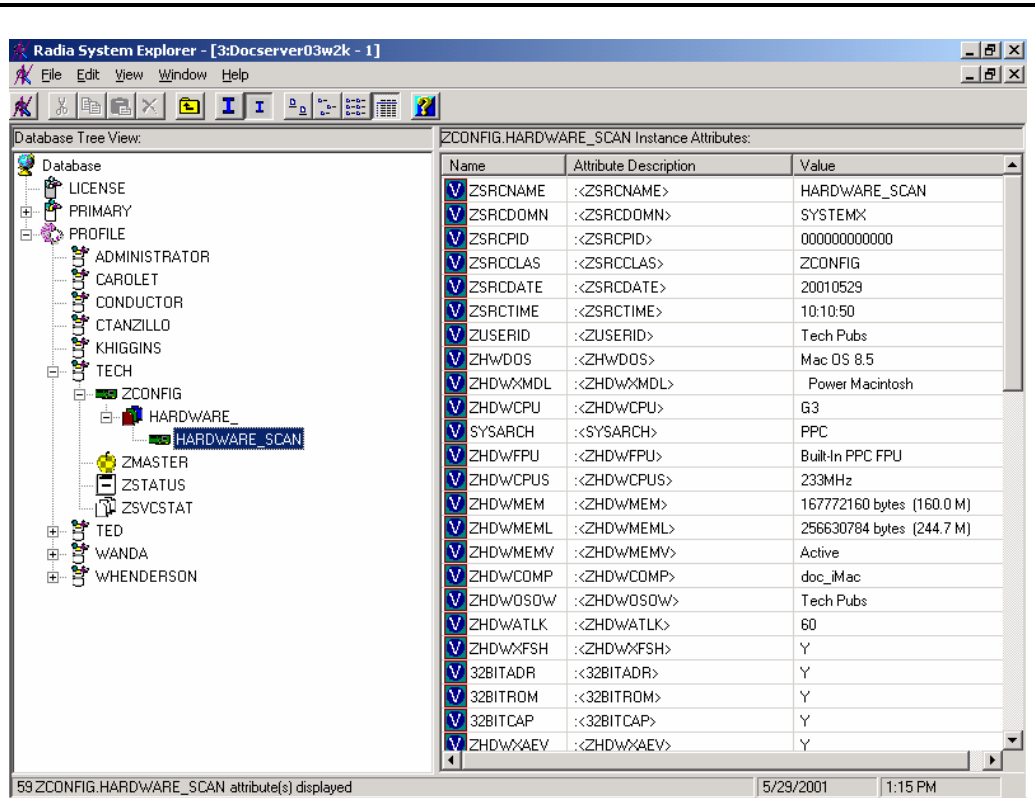 Radia System Explorer - [3:Docserver03w2k - 1]
File Edit View Window Help
Database Tree View:
ZCONFIG.HARDWARE_SCAN Instance Attributes:
Database
LICENSE
PRIMARY
PROFILE
ADMINISTRATOR
CAROLET
CONDUCTOR
CTANZILLO
KHIGGINS
TECH
ZCONFIG
HARDWARE_
HARDWARE_SCAN
ZMASTER
ZSTATUS
ZSVCSTAT
TED
WANDA
WHENDERSON
Name Attribute Description Value
V ZSRCNAME :<ZSRCNAME> HARDWARE_SCAN
V ZSRCDOMN :<ZSRCDOMN> SYSTEMX
V ZSRCPID :<ZSRCPID> 000000000000
V ZSRCCLAS :<ZSRCCLAS> ZCONFIG
V ZSRCDATE :<ZSRCDATE> 20010529
V ZSRCTIME :<ZSRCTIME> 10:10:50
V ZUSERID :<ZUSERID> Tech Pubs
V ZHWDOS :<ZHWDOS> Mac OS 8.5
V ZHDWXMDL :<ZHDWXMDL> Power Macintosh
V ZHDWCPU :<ZHDWCPU> G3
V SYSARCH :<SYSARCH> PPC
V ZHDWFPU :<ZHDWFPU> Built-In PPC FPU
V ZHDWCPUS :<ZHDWCPUS> 233MHz
V ZHDWMEM :<ZHDWMEM> 167772160 bytes (160.0 M)
V ZHDWMEML :<ZHDWMEML> 256630784 bytes (244.7 M)
V ZHDWMEMV :<ZHDWMEMV> Active
V ZHDWCOMP :<ZHDWCOMP> doc_iMac
V ZHDWOSOW :<ZHDWOSOW> Tech Pubs
V ZHDWATLK :<ZHDWATLK> 60
V ZHDWXFSH :<ZHDWXFSH> Y
V 32BITADR :<32BITADR> Y
V 32BITROM :<32BITROM> Y
V 32BITCAP :<32BITCAP> Y
V ZHDWXAEV :<ZHDWXAEV> Y
59 ZCONFIG.HARDWARE_SCAN attribute(s) displayed 5/29/2001 1:15 PM